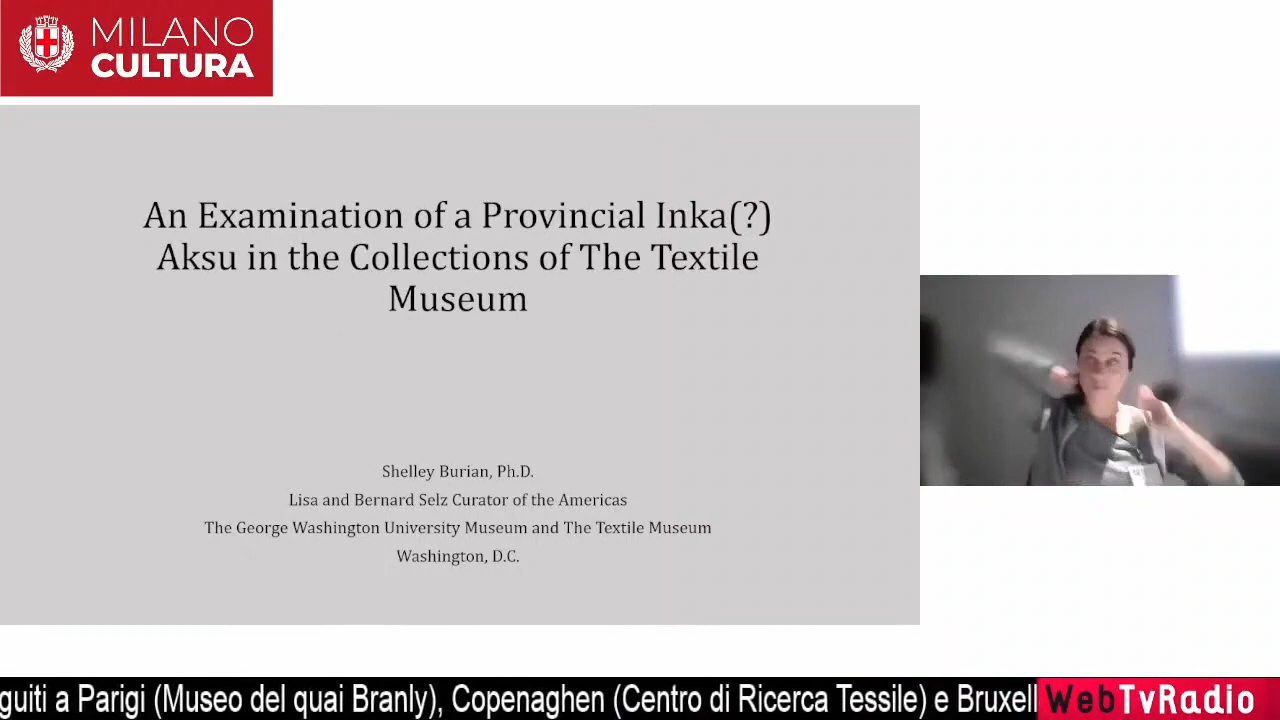 MILANO
CULTURA
An Examination of a Provincial Inka(?)
Aksu in the Collections of The Textile
Museum
Shelley Burian, Ph.D.
Lisa and Bernard Selz Curator of the Americas
The George Washington University Museum and The Textile Museum
Washington, D.C.
guiti a Parigi (Museo del quai Branly), Copenaghen (Centro di Ricerca Tessile) e Bruxell
WebTvRadio